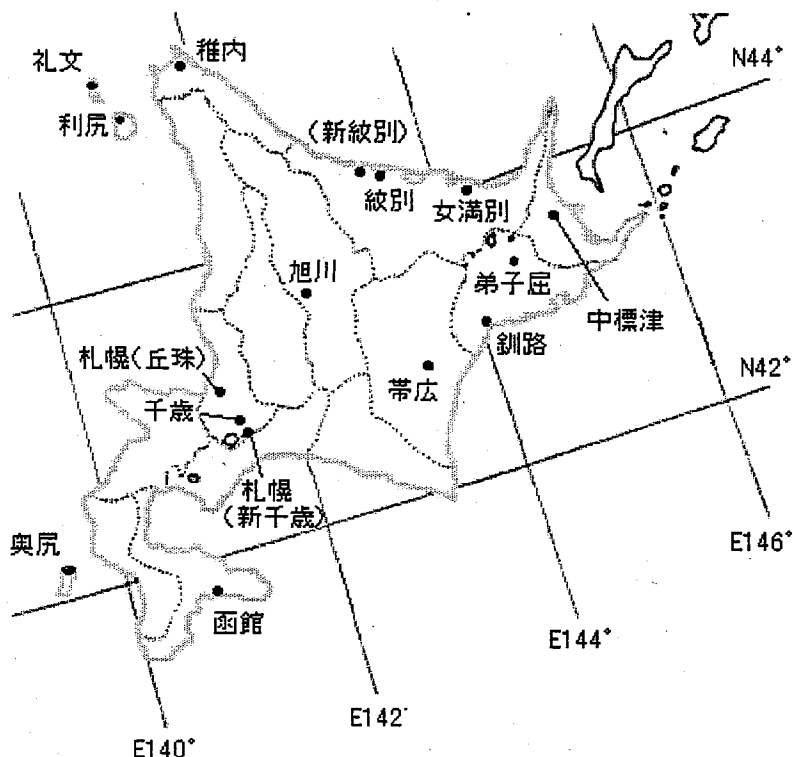 稚内
礼文
N44°
利尻
(新紋別)
紋別
女満別
旭川
弟子屈
中標津
釧路
札幌(丘珠)
帯広
N42°
千歳
札幌
(新千歳)
奥尻
E146°
函館
E144°
E142'
E140°